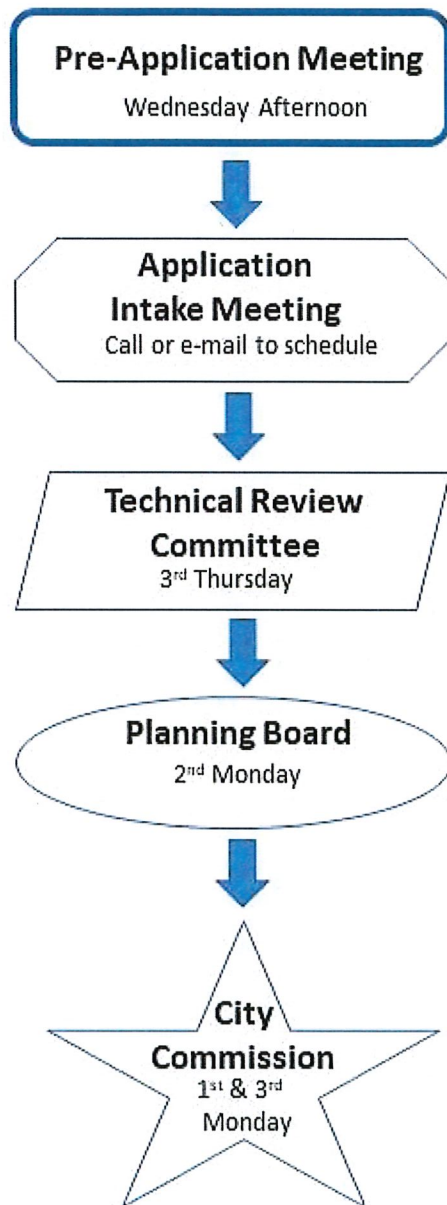 Pre-Application Meeting
Wednesday Afternoon
Application
Intake Meeting
Call or e-mail to schedule
Technical Review
Committee
3rd Thursday
Planning Board
2nd Monday
City
Commission
1st & 3rd
Monday